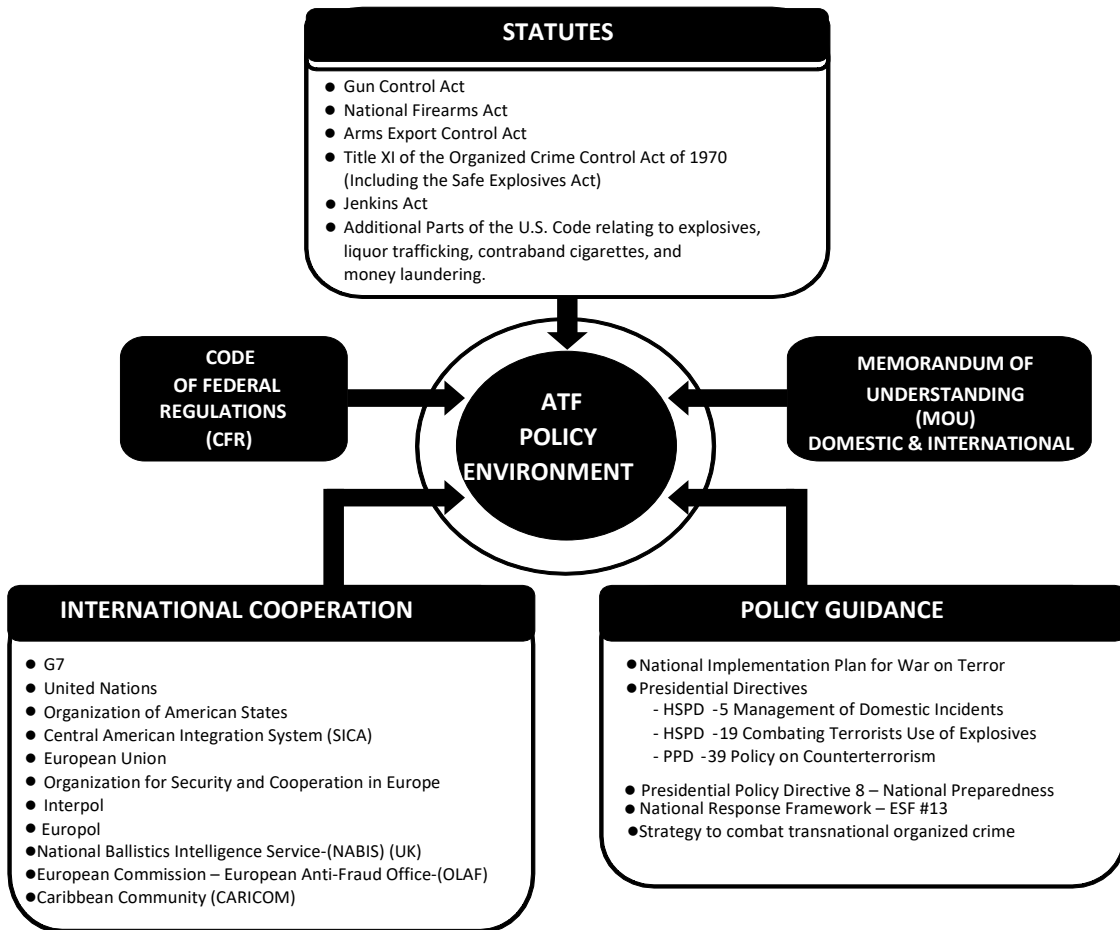 STATUTES
● Gun Control Act
● National Firearms Act
● Arms Export Control Act
● Title XI of the Organized Crime Control Act of 1970
(Including the Safe Explosives Act)
● Jenkins Act
● Additional Parts of the U.S. Code relating to explosives,
liquor trafficking, contraband cigarettes, and
money laundering.
CODE
OF FEDERAL
REGULATIONS
(CFR)
ATF
POLICY
ENVIRONMENT
MEMORANDUM OF
UNDERSTANDING
(MOU)
DOMESTIC & INTERNATIONAL
INTERNATIONAL COOPERATION
● G7
● United Nations
● Organization of American States
● Central American Integration System (SICA)
● European Union
● Organization for Security and Cooperation in Europe
● Interpol
● Europol
● National Ballistics Intelligence Service-(NABIS) (UK)
● European Commission – European Anti-Fraud Office-(OLAF)
● Caribbean Community (CARICOM)
POLICY GUIDANCE
● National Implementation Plan for War on Terror
● Presidential Directives
- HSPD -5 Management of Domestic Incidents
- HSPD -19 Combating Terrorists Use of Explosives
- PPD -39 Policy on Counterterrorism
● Presidential Policy Directive 8 – National Preparedness
● National Response Framework – ESF #13
● Strategy to combat transnational organized crime